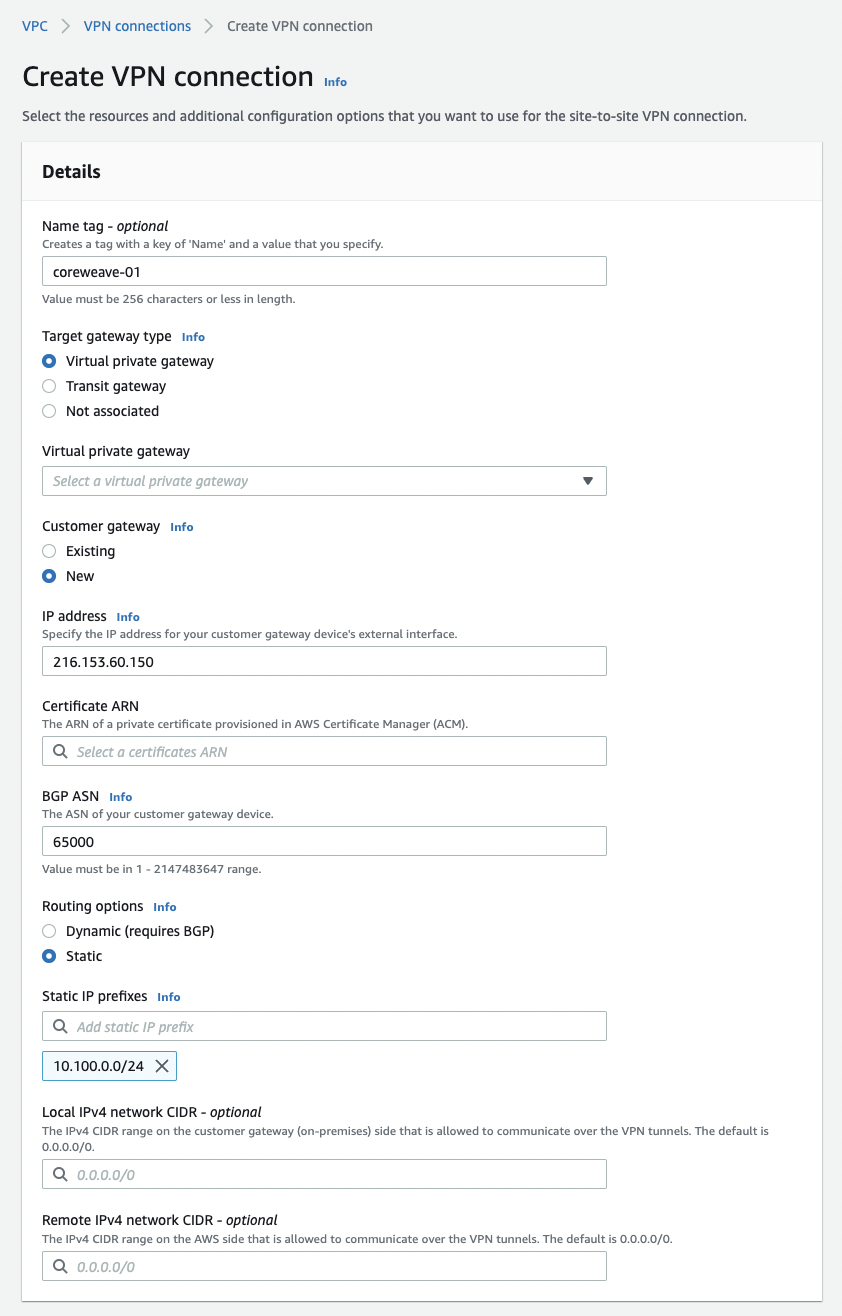 VPC > VPN connections > Create VPN connection
Create VPN connection Info
Select the resources and additional configuration options that you want to use for the site-to-site VPN connection.
Details
Name tag - optional
Creates a tag with a key of 'Name' and a value that you specify.
coreweave-01
Value must be 256 characters or less in length.
Target gateway type Info
Virtual private gateway
Transit gateway
Not associated
Virtual private gateway
Select a virtual private gateway
Customer gateway Info
Existing
New
IP address Info
Specify the IP address for your customer gateway device's external interface.
216.153.60.150
Certificate ARN
The ARN of a private certificate provisioned in AWS Certificate Manager (ACM).
Select a certificates ARN
BGP ASN Info
The ASN of your customer gateway device.
65000
Value must be in 1 - 2147483647 range.
Routing options Info
Dynamic (requires BGP)
Static
Static IP prefixes Info
Add static IP prefix
10.100.0.0/24
Local IPv4 network CIDR - optional
The IPv4 CIDR range on the customer gateway (on-premises) side that is allowed to communicate over the VPN tunnels. The default is
0.0.0.0/0.
0.0.0.0/0
Remote IPv4 network CIDR - optional
The IPv4 CIDR range on the AWS side that is allowed to communicate over the VPN tunnels. The default is 0.0.0.0/0.
0.0.0.0/0